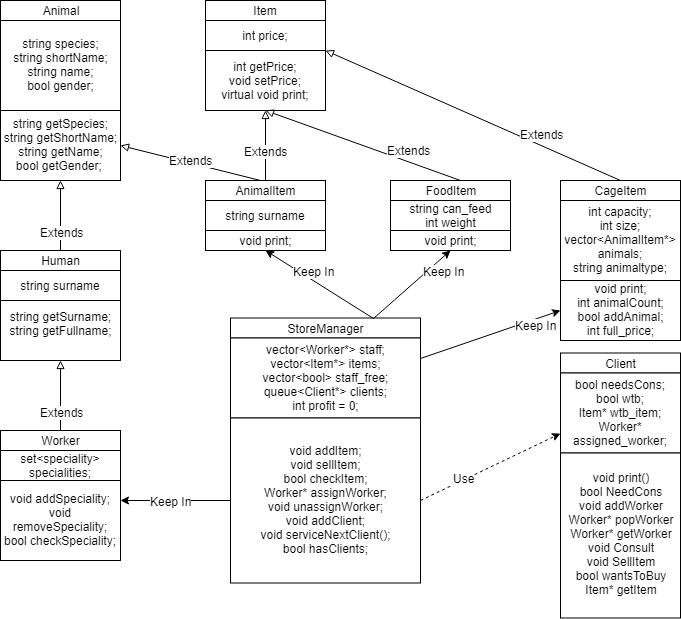 Animal
string species;
string shortName;
string name;
bool gender;
string getSpecies;
string getShortName;
string getName;
bool getGender;
Item
int price;
int getPrice;
void setPrice;
virtual void print;
Extends
Extends
Extends
Extends
AnimalItem
string surname
void print;
FoodItem
string can_feed
int weight
void print;
CageItem
int capacity;
int size;
vector<AnimalItem*>
animals;
string animaltype;
void print;
int animalCount;
bool addAnimal;
int full_price;
Extends
Human
string surname
string getSurname;
string getFullname;
Keep In
Keep In
Keep In
StoreManager
vector<Worker*> staff;
vector<Item*> items;
vector<bool> staff_free;
queue<Client*> clients;
int profit = 0;
void addItem;
void sellItem;
bool checkItem;
Worker* assignWorker;
void unassignWorker;
void addClient;
void serviceNextClient();
bool hasClients;
Client
bool needsCons;
bool wtb;
Item* wtb_item;
Worker*
assigned_worker;
void print()
bool NeedCons
void addWorker
Worker* popWorker
Worker* getWorker
void Consult
void SellItem
bool wantsToBuy
Item* getItem
Extends
Worker
set<speciality>
specialities;
void addSpeciality;
void
removeSpeciality;
bool checkSpeciality;
Keep In
Use